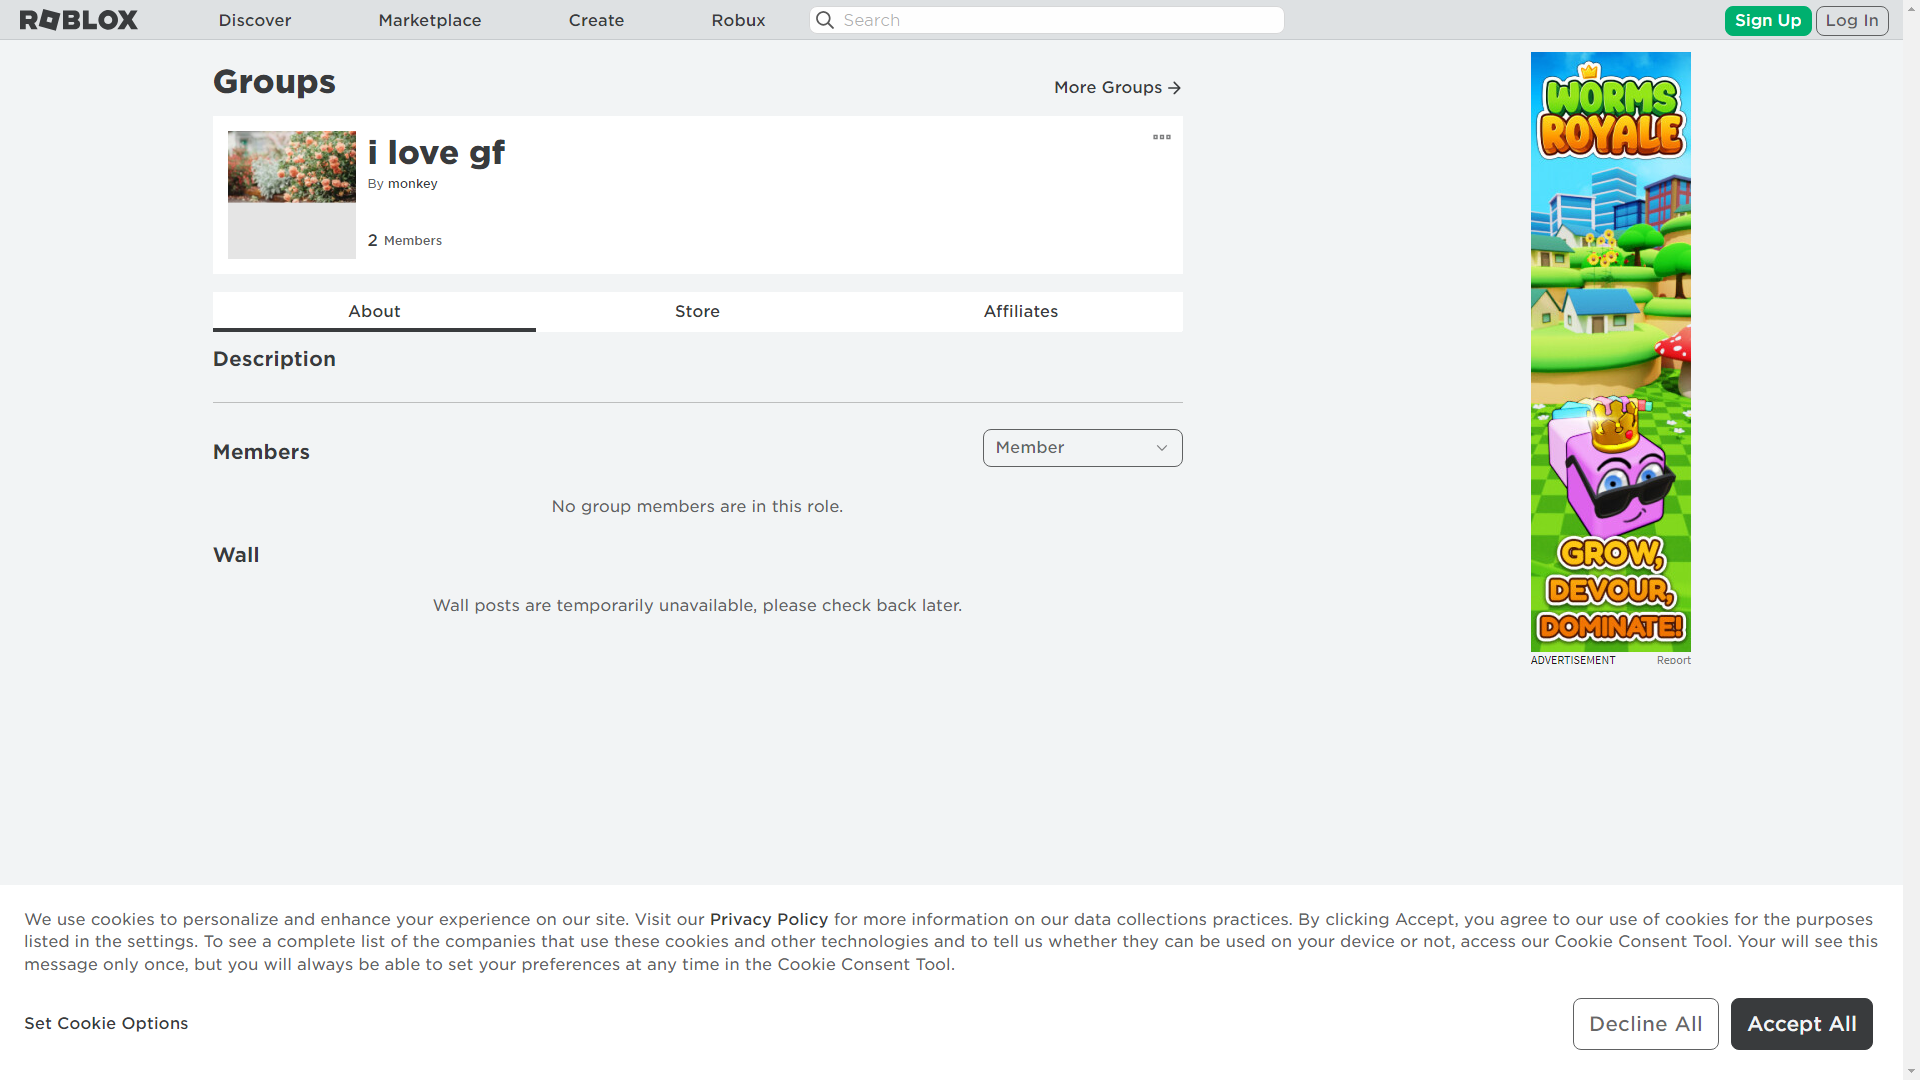 ROBLOX
Discover
Marketplace
Create
Robux
Search
Sign Up
Log In
Groups
More Groups
i love gf
By monkey
2 Members
About
Store
Affiliates
Description
Members
Member
No group members are in this role.
Wall
Wall posts are temporarily unavailable, please check back later.
WORMS
ROYALE
GROW,
DEVOUR,
DOMINATE!
ADVERTISEMENT
Report
We use cookies to personalize and enhance your experience on our site. Visit our Privacy Policy for more information on our data collections practices. By clicking Accept, you agree to our use of cookies for the purposes
listed in the settings. To see a complete list of the companies that use these cookies and other technologies and to tell us whether they can be used on your device or not, access our Cookie Consent Tool. Your will see this
message only once, but you will always be able to set your preferences at any time in the Cookie Consent Tool.
Set Cookie Options
Decline All
Accept All